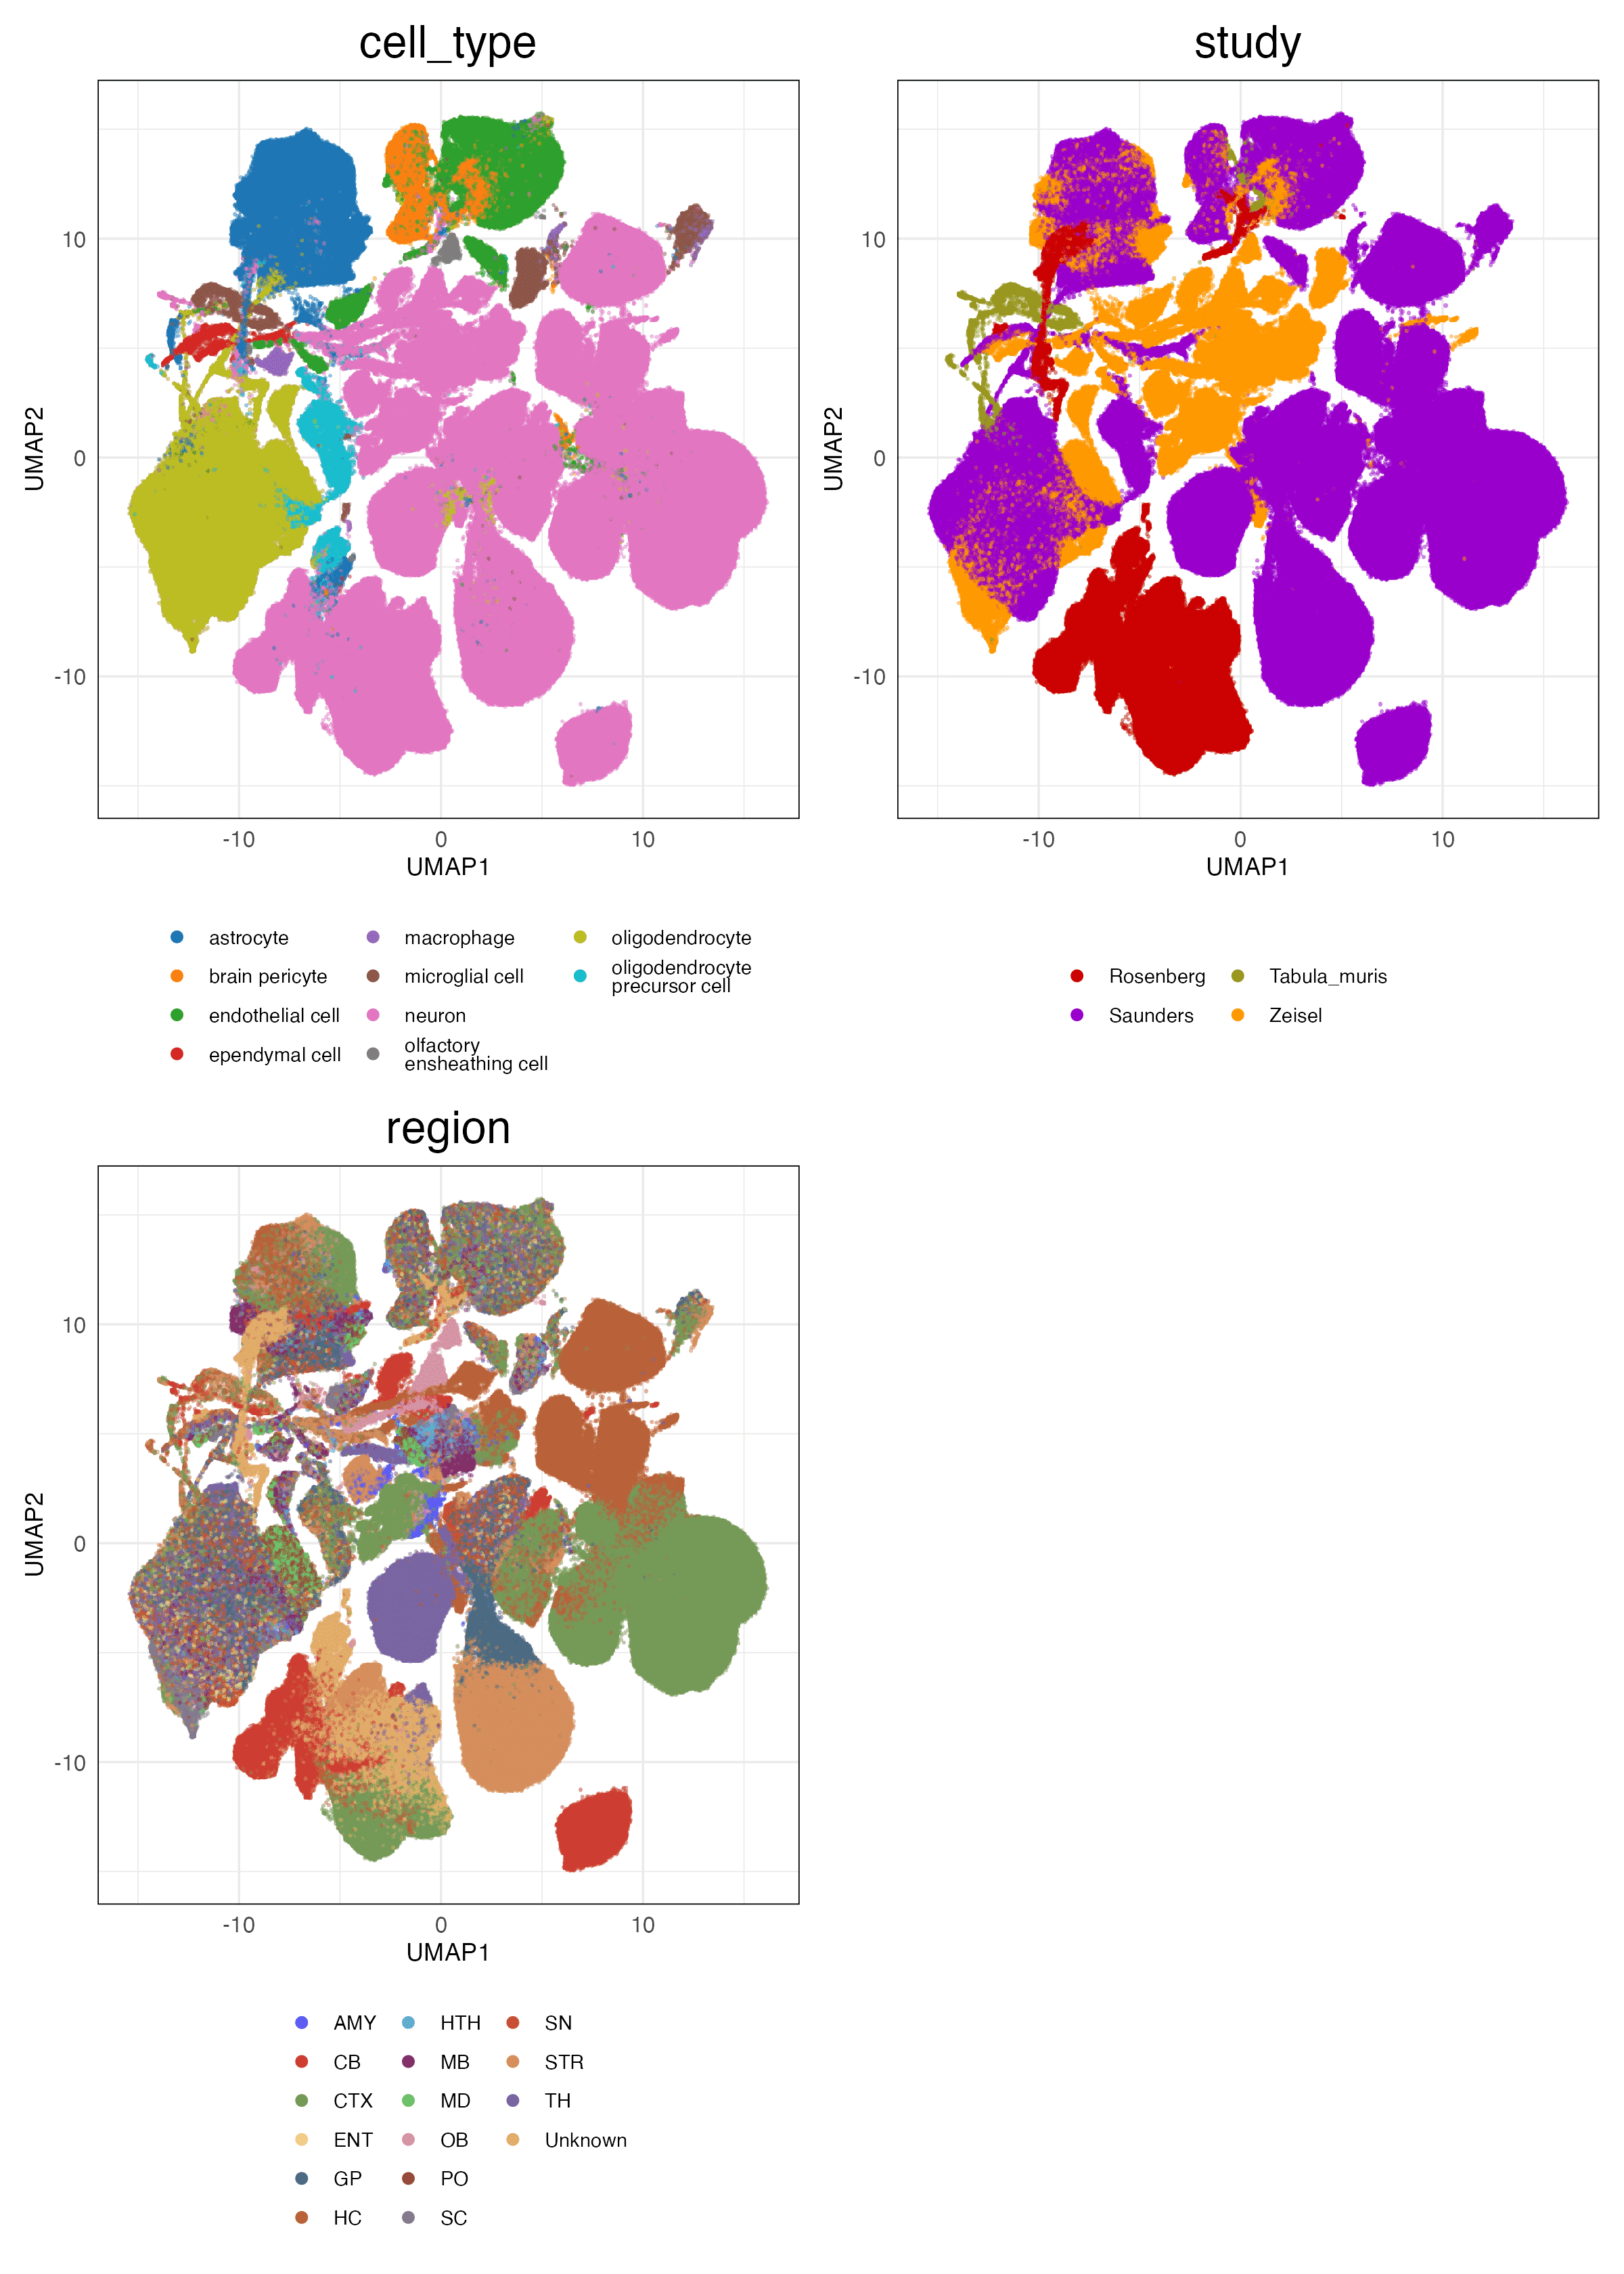 cell_type
study
10
0
-10
UMAP2
-10
0
10
UMAP1
10
0
-10
UMAP2
-10
0
10
UMAP1
astrocyte
brain pericyte
endothelial cell
ependymal cell
macrophage
microglial cell
neuron
olfactory
ensheathing cell
oligodendrocyte
oligodendrocyte
precursor cell
Rosenberg
Saunders
Tabula_muris
Zeisel
region
10
0
-10
UMAP2
-10
0
10
UMAP1
AMY
CB
CTX
ENT
GP
HC
HTH
MB
MD
OB
PO
SC
SN
STR
TH
Unknown